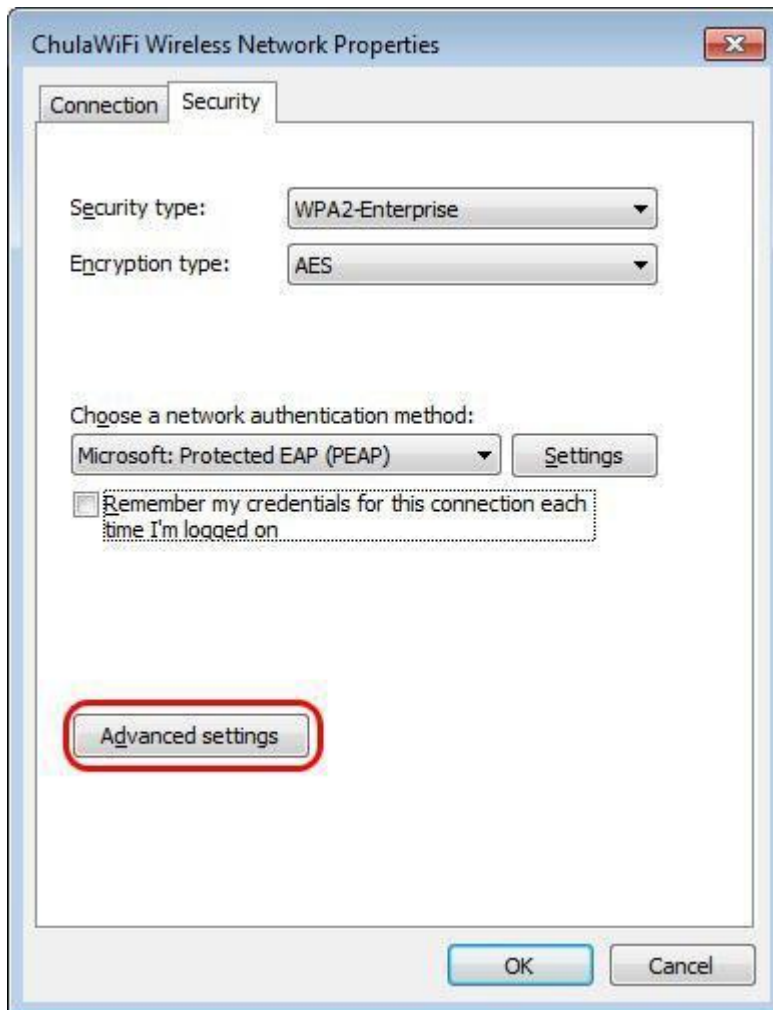 ChulaWiFi Wireless Network Properties
Connection
Security
Security type:
WPA2-Enterprise
Encryption type:
AES
Choose a network authentication method:
Microsoft: Protected EAP (PEAP)
Settings
Remember my credentials for this connection each
time I'm logged on
Advanced settings
OK
Cancel